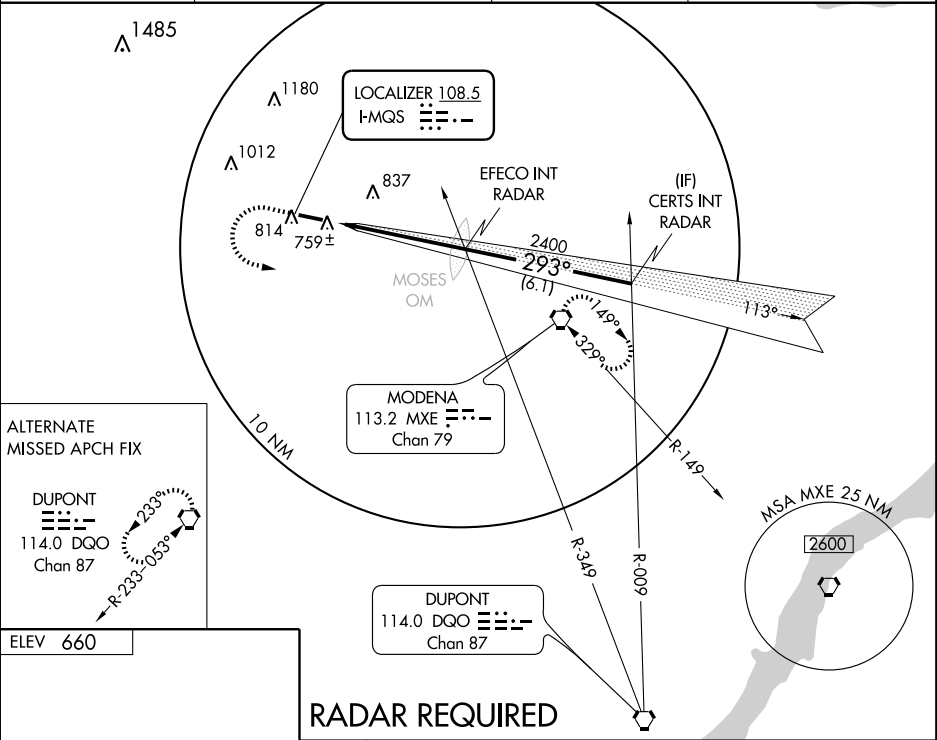 1485
1180
LOCALIZER 108.5
I-MQS
1012
837
EFECO INT
RADAR
(IF)
CERTS INT
RADAR
814
759±
2400
293°
(6.1)
MOSES
OM
113°
149°
329°
MODENA
113.2 MXE
Chan 79
10 NM
R-149
ALTERNATE
MISSED APCH FIX
DUPONT
114.0 DQO
Chan 87
233°
R-233
053°
MSA MXE 25 NM
2600
R-349
R-009
DUPONT
114.0 DQO
Chan 87
ELEV 660
RADAR REQUIRED